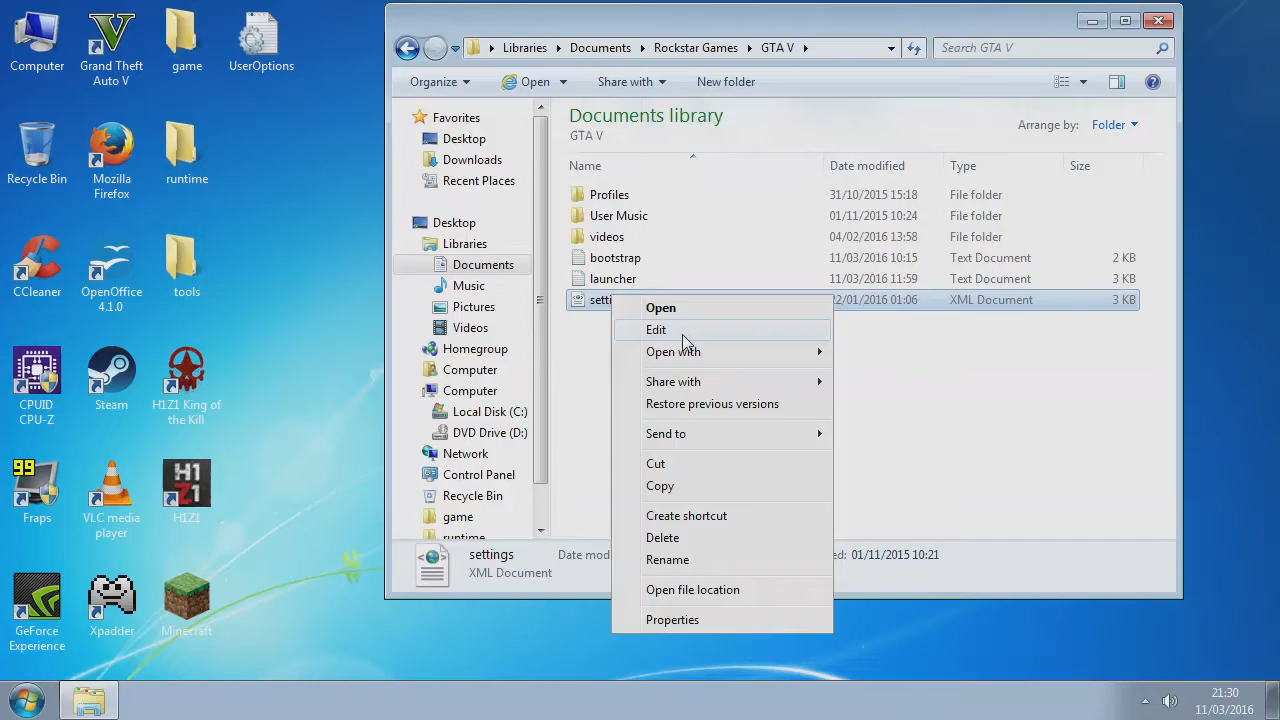 Computer
Grand Theft
Auto V
game
UserOptions
Recycle Bin
Mozilla
Firefox
runtime
CCleaner
OpenOffice
4.1.0
tools
CPUID
CPU-Z
Steam
H1Z1 King of
the Kill
99
Fraps
VLC media
player
H1Z1
H1Z1
GeForce
Experience
Xpadder
Minecraft
Libraries
Documents
Rockstar Games
GTA V
Search GTA V
Organize
Open
Share with
New folder
Favorites
Desktop
Downloads
Recent Places
Desktop
Libraries
Documents
Music
Pictures
Videos
Homegroup
Computer
Computer
Local Disk (C:)
DVD Drive (D:)
Network
Control Panel
Recycle Bin
game
runtime
Documents library
GTA V
Arrange by: Folder
Name Date modified Type Size
Profiles 31/10/2015 15:18 File folder
User Music 01/11/2015 10:24 File folder
videos 04/02/2016 13:58 File folder
bootstrap 11/03/2016 10:15 Text Document 2 KB
launcher 11/03/2016 11:59 Text Document 3 KB
setti 22/01/2016 01:06 XML Document 3 KB
Open
Edit
Open with
Share with
Restore previous versions
Send to
Cut
Copy
Create shortcut
Delete
Rename
Open file location
Properties
settings Date mod ed: 01/11/2015 10:21
XML Document
21:30
11/03/2016